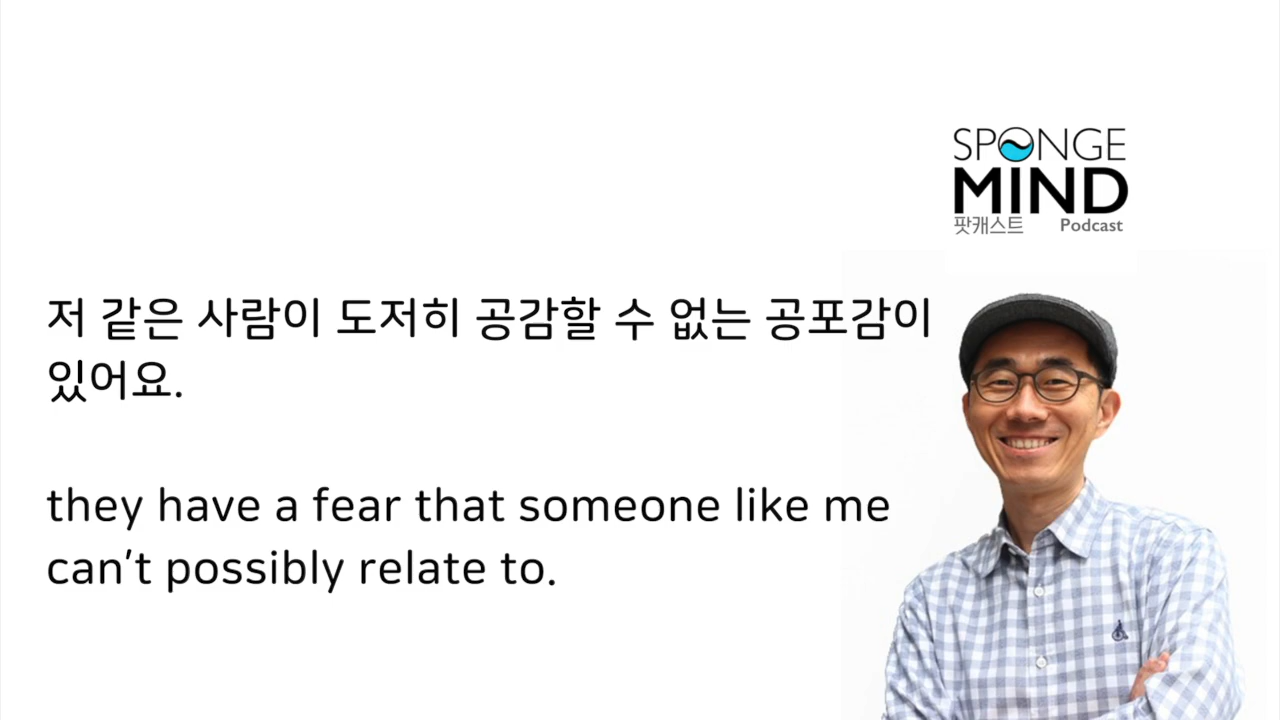 SPONGE
MIND
팟캐스트 Podcast
저 같은 사람이 도저히 공감할 수 없는 공포감이
있어요.
they have a fear that someone like me
can't possibly relate to.